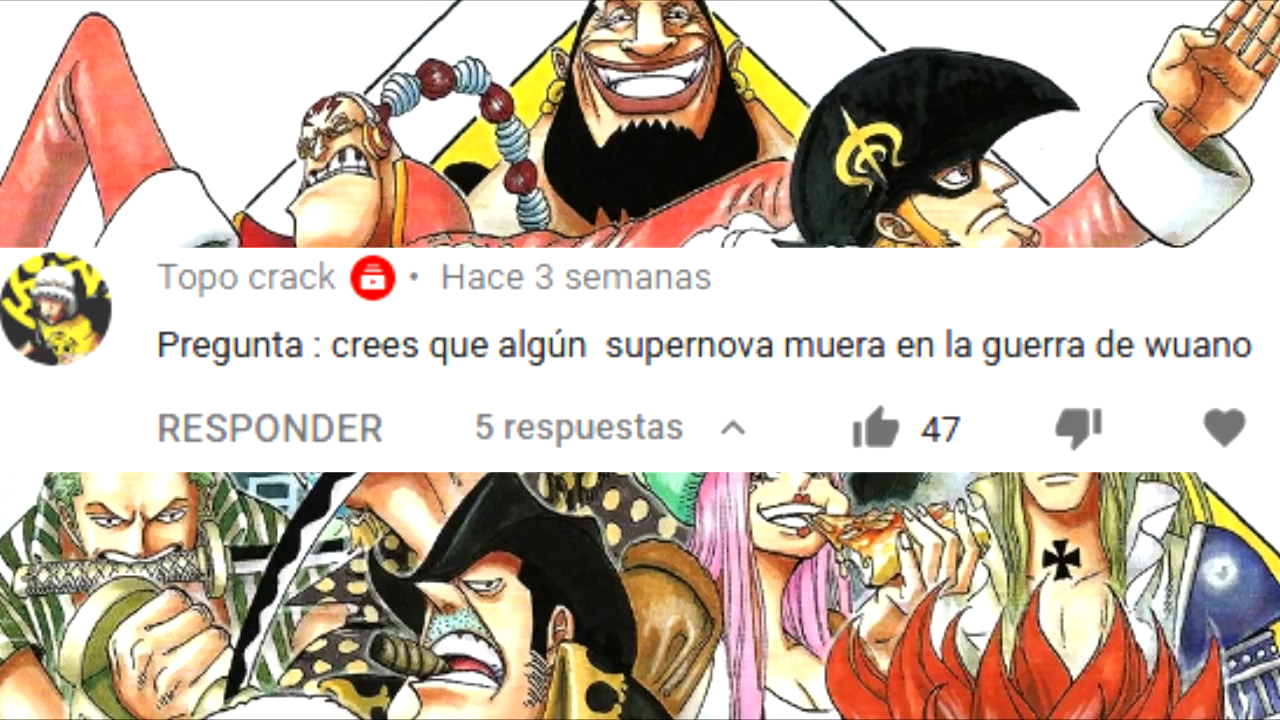 Topo crack • Hace 3 semanas
Pregunta : crees que algún supernova muera en la guerra de wuano
RESPONDER 5 respuestas 47